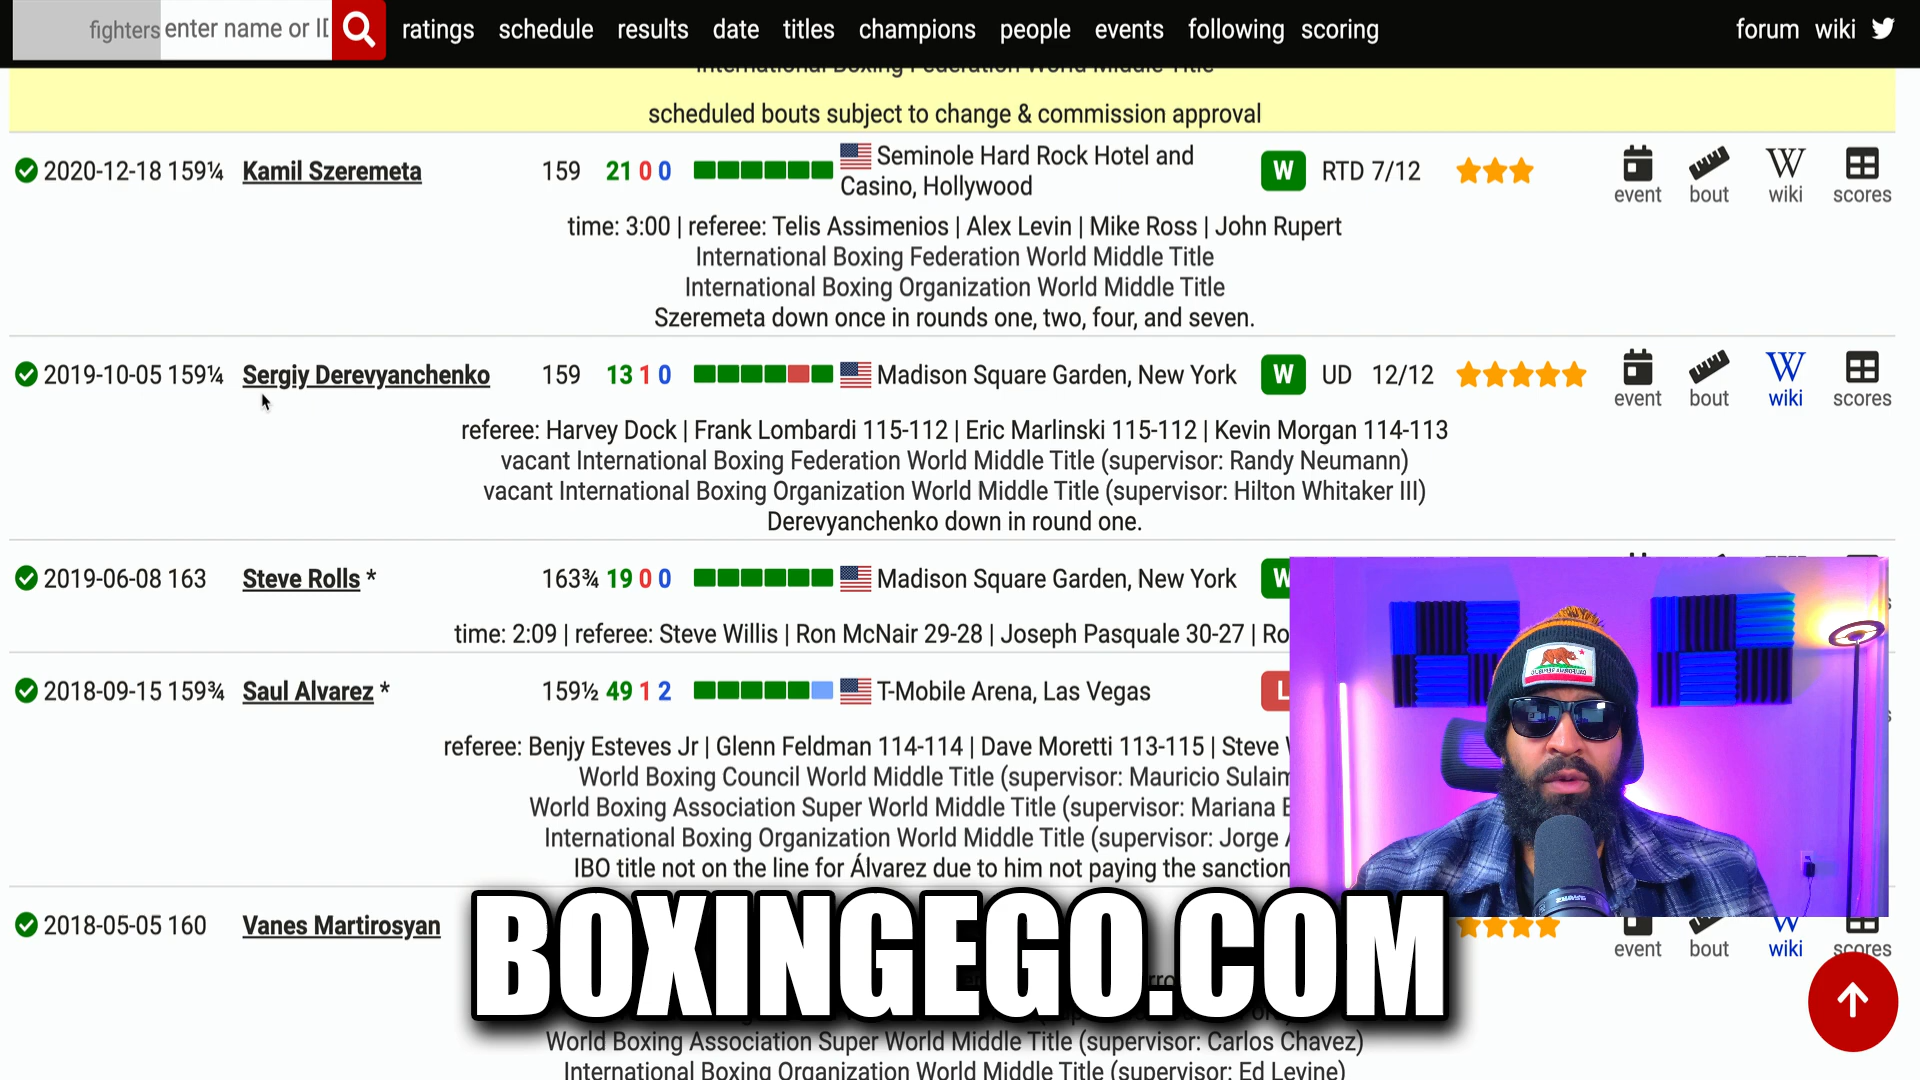 fighters enter name or ID ratings schedule results date titles champions people events following scoring forum wiki
International Boxing Federation World Middle Title
scheduled bouts subject to change & commission approval
2020-12-18 159¼ Kamil Szeremeta 159 21 0 0 Seminole Hard Rock Hotel and Casino, Hollywood W RTD 7/12 event bout wiki scores
time: 3:00 | referee: Telis Assimenios | Alex Levin | Mike Ross | John Rupert
International Boxing Federation World Middle Title
International Boxing Organization World Middle Title
Szeremeta down once in rounds one, two, four, and seven.
2019-10-05 159¼ Sergiy Derevyanchenko 159 13 1 0 Madison Square Garden, New York W UD 12/12 event bout wiki scores
referee: Harvey Dock | Frank Lombardi 115-112 | Eric Marlinski 115-112 | Kevin Morgan 114-113
vacant International Boxing Federation World Middle Title (supervisor: Randy Neumann)
vacant International Boxing Organization World Middle Title (supervisor: Hilton Whitaker III)
Derevyanchenko down in round one.
2019-06-08 163 Steve Rolls * 163¾ 19 0 0 Madison Square Garden, New York W
time: 2:09 | referee: Steve Willis | Ron McNair 29-28 | Joseph Pasquale 30-27 | Ro
2018-09-15 159¾ Saul Alvarez * 159½ 49 1 2 T-Mobile Arena, Las Vegas L
referee: Benjy Esteves Jr | Glenn Feldman 114-114 | Dave Moretti 113-115 | Steve
World Boxing Council World Middle Title (supervisor: Mauricio Sulaim
World Boxing Association Super World Middle Title (supervisor: Mariana B
International Boxing Organization World Middle Title (supervisor: Jorge A
IBO title not on the line for Álvarez due to him not paying the sanction
2018-05-05 160 Vanes Martirosyan event bout wiki scores
BOXINGEGO.COM
World Boxing Association Super World Middle Title (supervisor: Carlos Chavez)
International Boxing Organization World Middle Title (supervisor: Ed Levine)